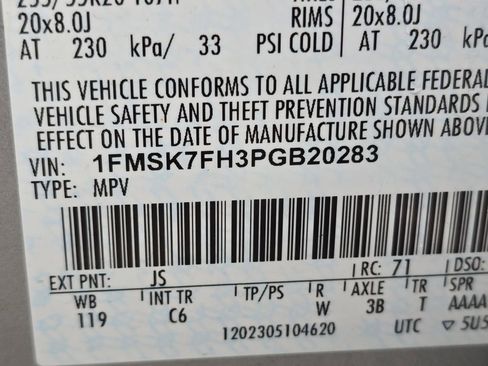 20x8.0J RIMS 20x8.0J
AT 230 kPa/ 33 PSI COLD AT 230
THIS VEHICLE CONFORMS TO ALL APPLICABLE FEDERAL
VEHICLE SAFETY AND THEFT PREVENTION STANDARDS
EFFECT ON THE DATE OF MANUFACTURE SHOWN ABOVE
VIN: 1FMSK7FH3PGB20283
TYPE: MPV
EXT PNT: JS RC: 71 DSO:
WB INT TR TP/PS R AXLE TR SPR
119 C6 W 3B T AAAA
1202305104620 UTC ▽ 5U5